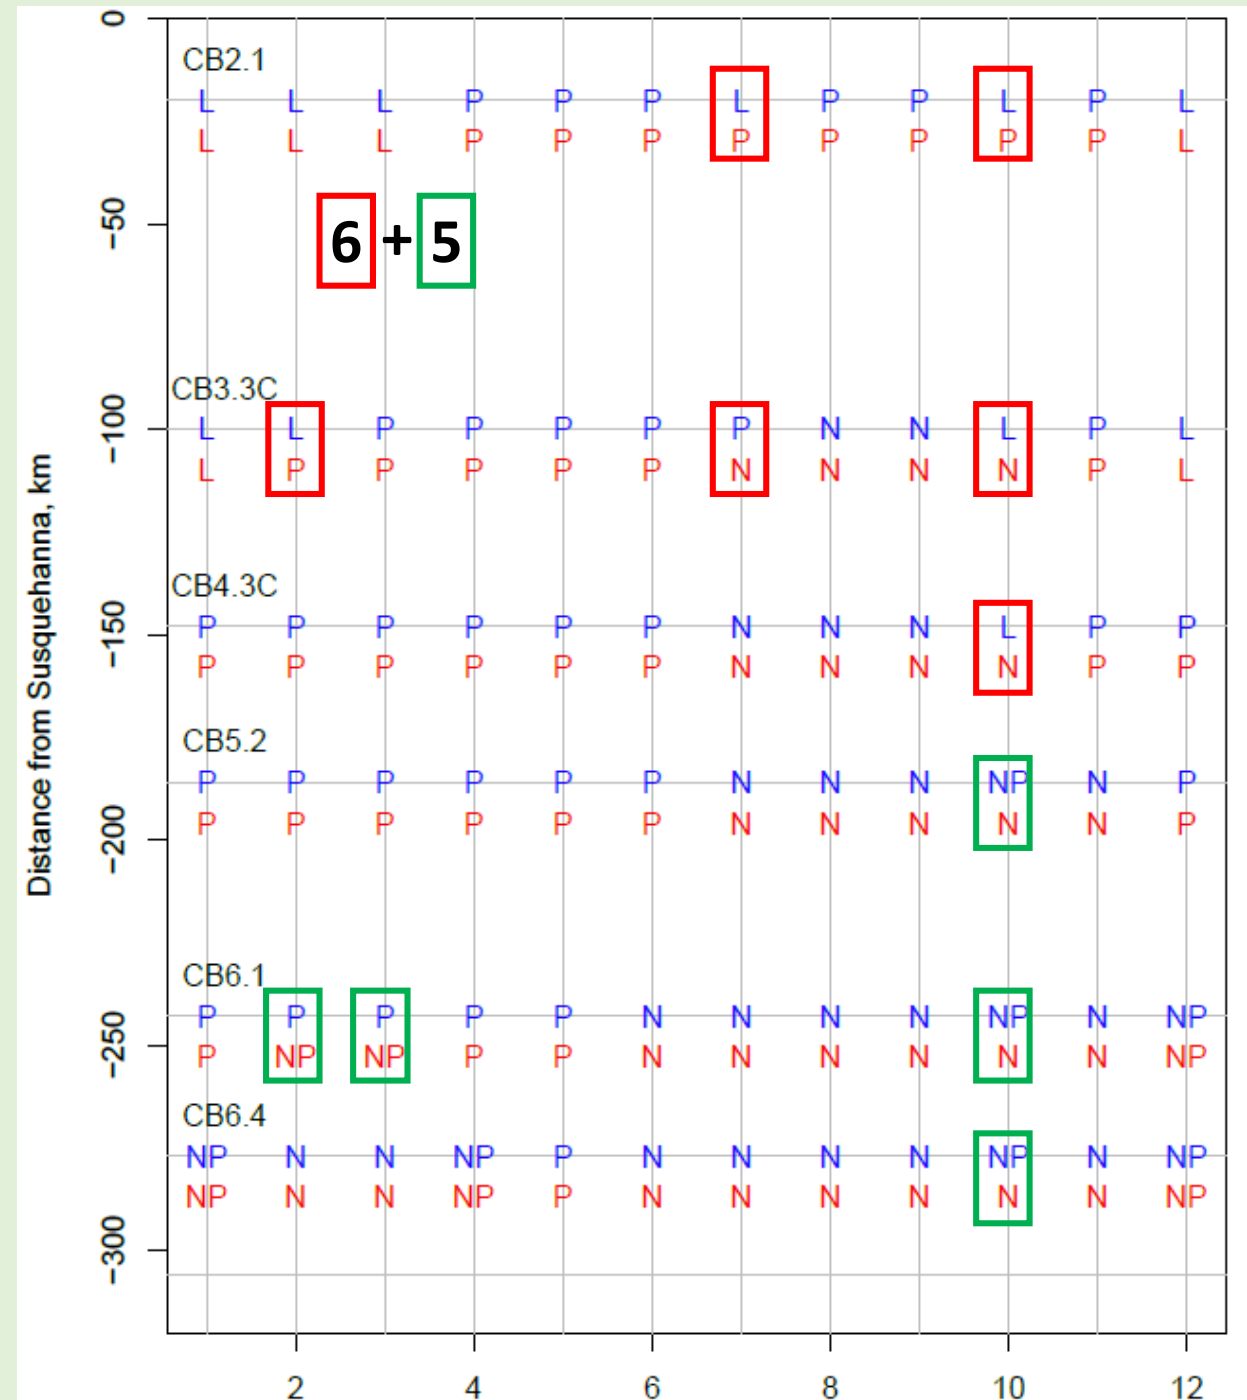 0
CB2.1
L L L P P P L P P L P L
L L L P P P P P P P P L
−50
6 + 5
CB3.3C
−100
L L P P P P P N N L P L
L P P P P P N N N N P L
CB4.3C
−150
P P P P P P N N N L P P
P P P P P P N N N N P P
CB5.2
P P P P P P N N N NP N P
P P P P P P N N N N N P
−200
CB6.1
P P P P P N N N N NP N NP
−250
P NP NP P P N N N N N N NP
CB6.4
NP N N NP P N N N N NP N NP
NP N N NP P N N N N N N NP
−300
2 4 6 8 10 12
Distance from Susquehanna, km